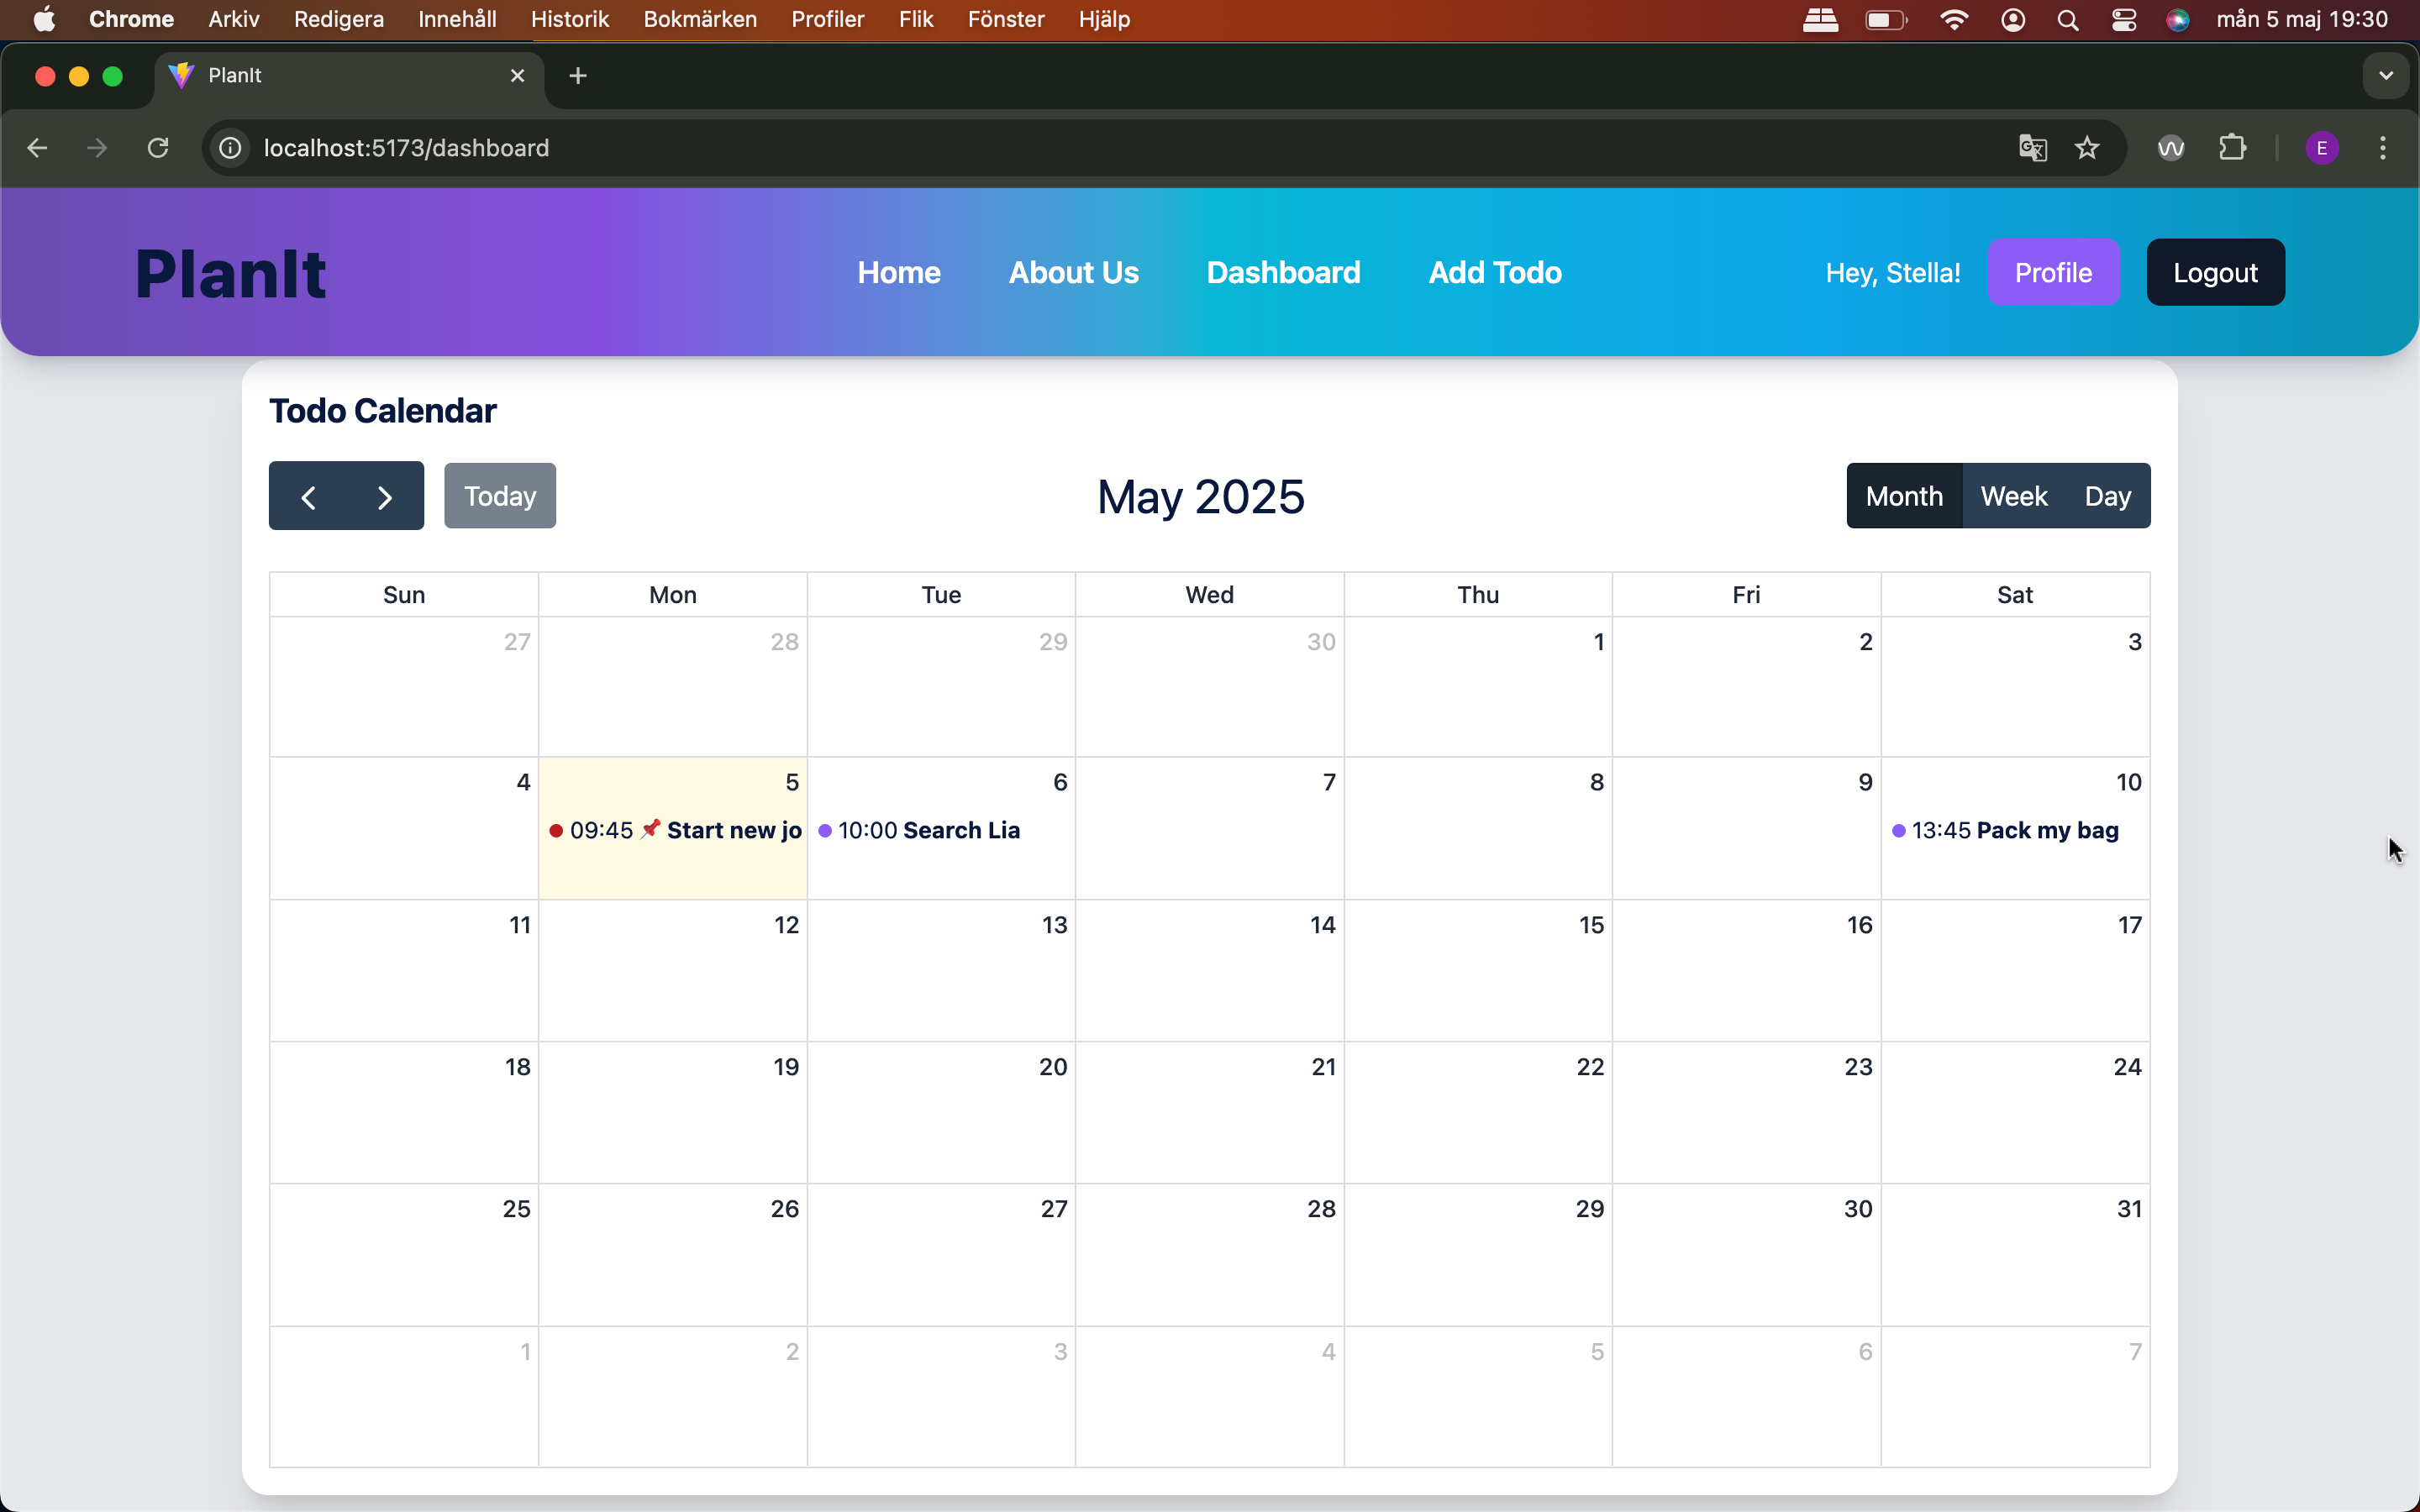 Chrome Arkiv Redigera Innehåll Historik Bokmärken Profiler Flik Fönster Hjälp mån 5 maj 19:30
PlanIt
localhost:5173/dashboard E
PlanIt Home About Us Dashboard Add Todo Hey, Stella! Profile Logout
Todo Calendar
Today May 2025 Month Week Day
Sun Mon Tue Wed Thu Fri Sat
27 28 29 30 1 2 3
4 5 6 7 8 9 10
09:45 📌 Start new jo 10:00 Search Lia 13:45 Pack my bag
11 12 13 14 15 16 17
18 19 20 21 22 23 24
25 26 27 28 29 30 31
1 2 3 4 5 6 7